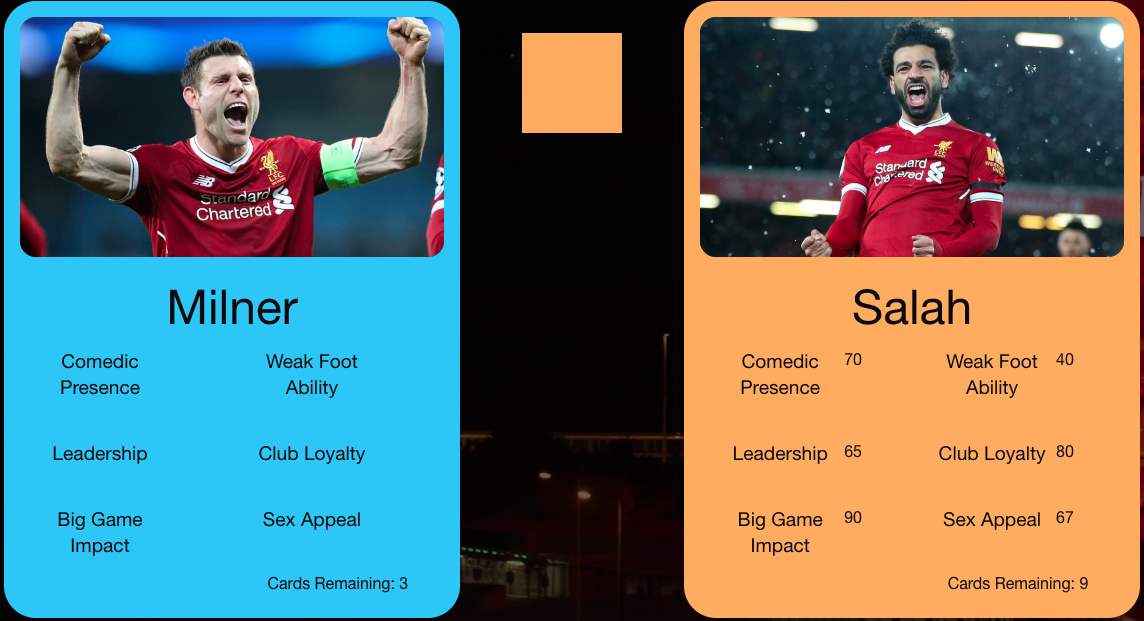 Standard
Chartered
Standard
Chartered
Milner
Comedic
Presence
Weak Foot
Ability
Leadership
Club Loyalty
Big Game
Impact
Sex Appeal
Cards Remaining: 3
Salah
Comedic 70
Presence
Weak Foot 40
Ability
Leadership 65
Club Loyalty 80
Big Game 90
Impact
Sex Appeal 67
Cards Remaining: 9